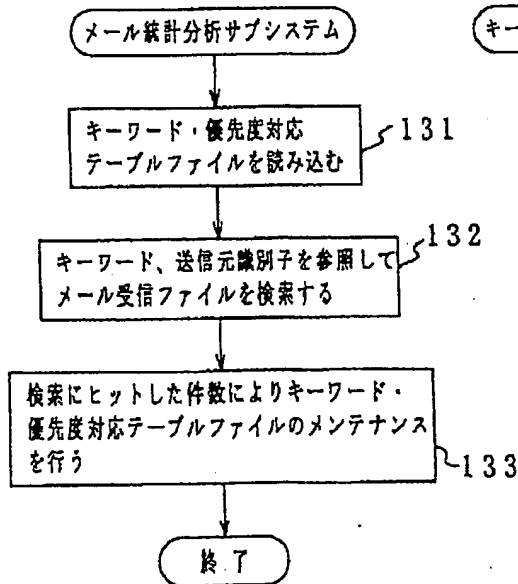 メール統計分析サブシステム
キー
キーワード・優先度対応
テーブルファイルを読み込む
131
キーワード、送信元識別子を参照して
メール受信ファイルを検索する
132
検索にヒットした件数によりキーワード・
優先度対応テーブルファイルのメンテナンス
を行う
133
終了